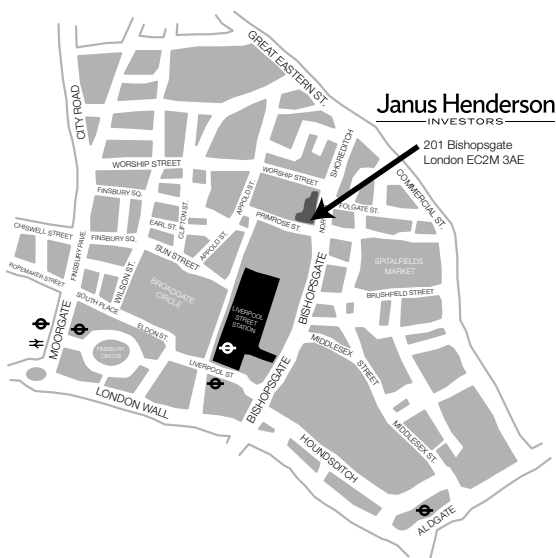 GREAT EASTERN ST.
Janus Henderson
INVESTORS
201 Bishopsgate
London EC2M 3AE
CITY ROAD
SHOREDITCH
WORSHIP STREET
WORSHIP STREET
COMMERCIAL ST.
FINSBURY SQ.
APPOLD ST.
FOLGATE ST.
CLIFTON ST.
EARL ST.
PRIMROSE ST.
CHISWELL STREET
FINSBURY PAVE.
FINSBURY SQ.
APPOLD ST.
SUN STREET
BISHOPSGATE
SPITALFIELDS
MARKET
ROPEMAKER STREET
WILSON ST.
BROADGATE
CIRCLE
BRUSHFIELD STREET
SOUTH PLACE
LIVERPOOL
STREET
STATION
MOORGATE
ELDON ST.
FINSBURY
CIRCUS
MIDDLESEX
STREET
LIVERPOOL ST
BISHOPSGATE
LONDON WALL
MIDDLESEX ST.
HOUNDSDITCH
ALDGATE